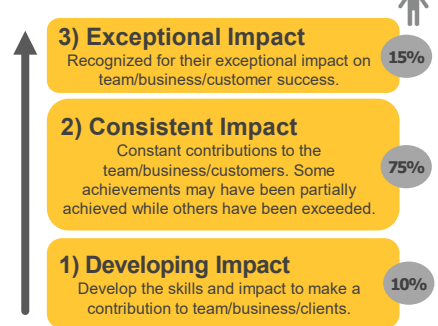 3) Exceptional Impact
Recognized for their exceptional impact on
team/business/customer success.
15%
2) Consistent Impact
Constant contributions to the
team/business/customers. Some
achievements may have been partially
achieved while others have been exceeded.
75%
1) Developing Impact
Develop the skills and impact to make a
contribution to team/business/clients.
10%